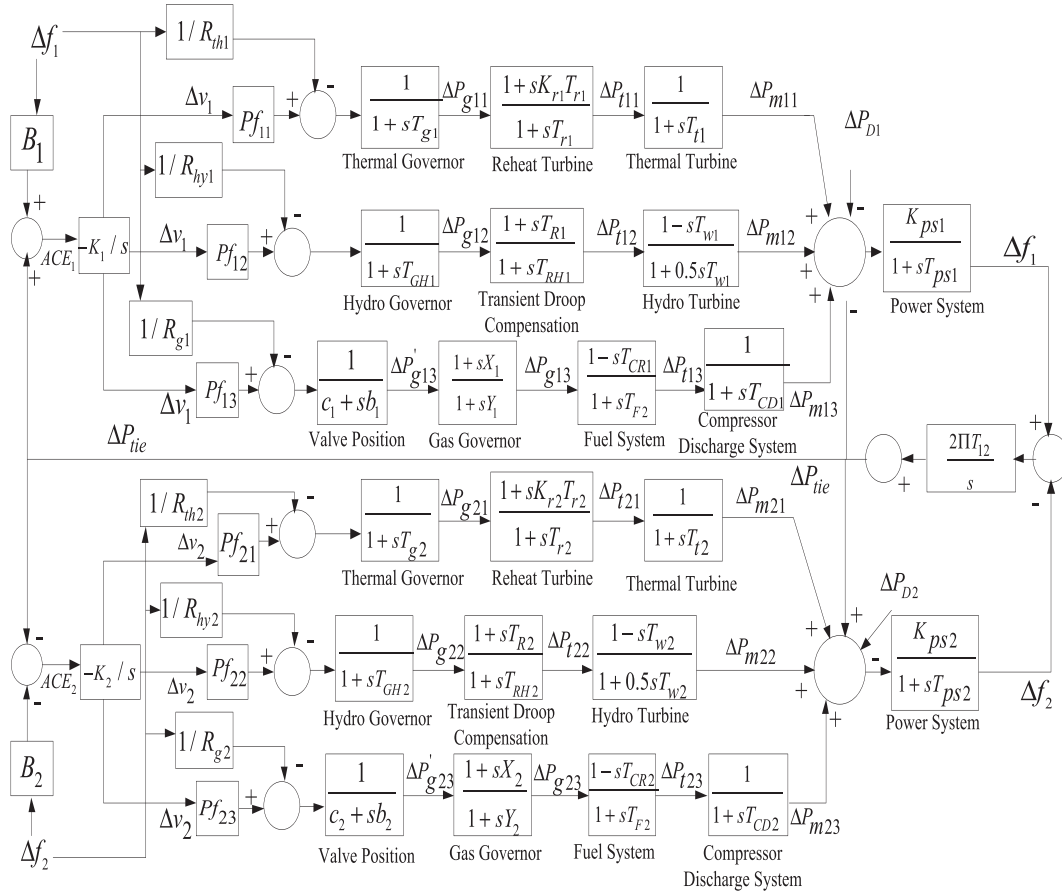 Δf1
1 / Rth1
B1
Δv1
Pf11
+
-
1
1 + sTg1
Thermal Governor
ΔPg11
1 + sKr1Tr1
1 + sTr1
Reheat Turbine
ΔPt11
1
1 + sTt1
Thermal Turbine
ΔPm11
ΔPD1
+
-
1 / Rhy1
+
+
ACE1
-K1 / s
Δv1
Pf12
+
-
1
1 + sTGH1
Hydro Governor
ΔPg12
1 + sTR1
1 + sTRH1
Transient Droop
Compensation
ΔPt12
1 - sTw1
1 + 0.5sTw1
Hydro Turbine
ΔPm12
+
+
-
Kps1
1 + sTps1
Power System
Δf1
1 / Rg1
Δv1
Pf13
+
-
1
c1 + sb1
Valve Position
ΔP'g13
1 + sX1
1 + sY1
Gas Governor
ΔPg13
1 - sTCR1
1 + sTF2
Fuel System
ΔPt13
1
1 + sTCD1
Compressor
Discharge System
ΔPm13
ΔPtie
ΔPtie
+
2ΠT12
s
+
-
1 / Rth2
Δv2
Pf21
+
-
1
1 + sTg2
Thermal Governor
ΔPg21
1 + sKr2Tr2
1 + sTr2
Reheat Turbine
ΔPt21
1
1 + sTt2
Thermal Turbine
ΔPm21
ΔPD2
+
+
-
1 / Rhy2
-
-
ACE2
-K2 / s
Δv2
Pf22
+
-
1
1 + sTGH2
Hydro Governor
ΔPg22
1 + sTR2
1 + sTRH2
Transient Droop
Compensation
ΔPt22
1 - sTw2
1 + 0.5sTw2
Hydro Turbine
ΔPm22
+
+
Kps2
1 + sTps2
Power System
Δf2
B2
1 / Rg2
Δv2
Pf23
+
-
1
c2 + sb2
Valve Position
ΔP'g23
1 + sX2
1 + sY2
Gas Governor
ΔPg23
1 - sTCR2
1 + sTF2
Fuel System
ΔPt23
1
1 + sTCD2
Compressor
Discharge System
ΔPm23
Δf2